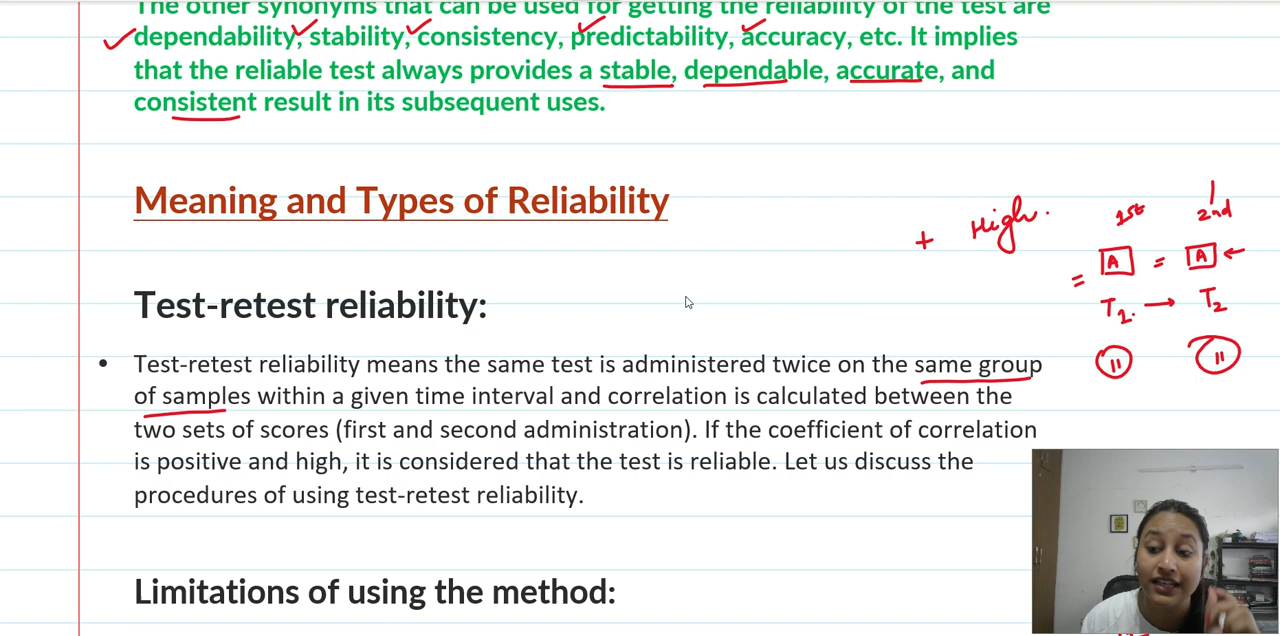 The other synonyms that can be used for getting the reliability of the test are
dependability, stability, consistency, predictability, accuracy, etc. It implies
that the reliable test always provides a stable, dependable, accurate, and
consistent result in its subsequent uses.
Meaning and Types of Reliability
+ High.
1st 2nd
= A = A ←
T2. → T2
11 11
Test-retest reliability:
• Test-retest reliability means the same test is administered twice on the same group
of samples within a given time interval and correlation is calculated between the
two sets of scores (first and second administration). If the coefficient of correlation
is positive and high, it is considered that the test is reliable. Let us discuss the
procedures of using test-retest reliability.
Limitations of using the method: